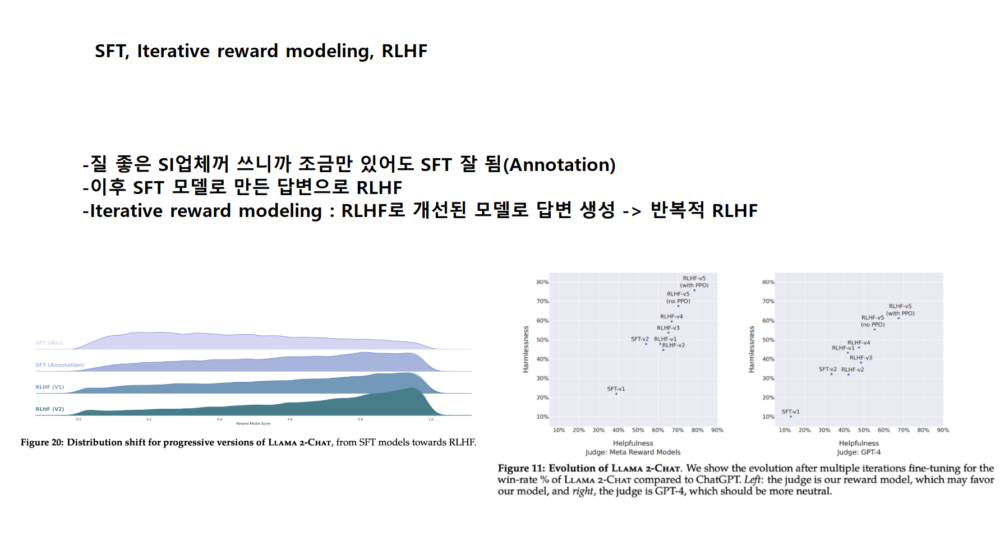 SFT, Iterative reward modeling, RLHF
-질 좋은 SI업체꺼 쓰니까 조금만 있어도 SFT 잘 됨(Annotation)
-이후 SFT 모델로 만든 답변으로 RLHF
-Iterative reward modeling : RLHF로 개선된 모델로 답변 생성 -> 반복적 RLHF
SFT (Mix)
SFT (Annotation)
RLHF (V1)
RLHF (V2)
0.0 0.2 0.4 0.6 0.8 1.0
Reward Model Score
Figure 20: Distribution shift for progressive versions of LLAMA 2-CHAT, from SFT models towards RLHF.
80%
70%
60%
50%
40%
30%
20%
10%
Harmlessness
RLHF-v5
(with PPO)
RLHF-v5
(no PPO)
RLHF-v4
RLHF-v3
SFT-v2 RLHF-v1
RLHF-v2
SFT-v1
10% 20% 30% 40% 50% 60% 70% 80% 90%
Helpfulness
Judge: Meta Reward Models
80%
70%
60%
50%
40%
30%
20%
10%
Harmlessness
RLHF-v5
(with PPO)
RLHF-v5
(no PPO)
RLHF-v4
RLHF-v1
RLHF-v3
SFT-v2 RLHF-v2
SFT-v1
10% 20% 30% 40% 50% 60% 70% 80% 90%
Helpfulness
Judge: GPT-4
Figure 11: Evolution of LLAMA 2-CHAT. We show the evolution after multiple iterations fine-tuning for the
win-rate % of LLAMA 2-CHAT compared to ChatGPT. Left: the judge is our reward model, which may favor
our model, and right, the judge is GPT-4, which should be more neutral.